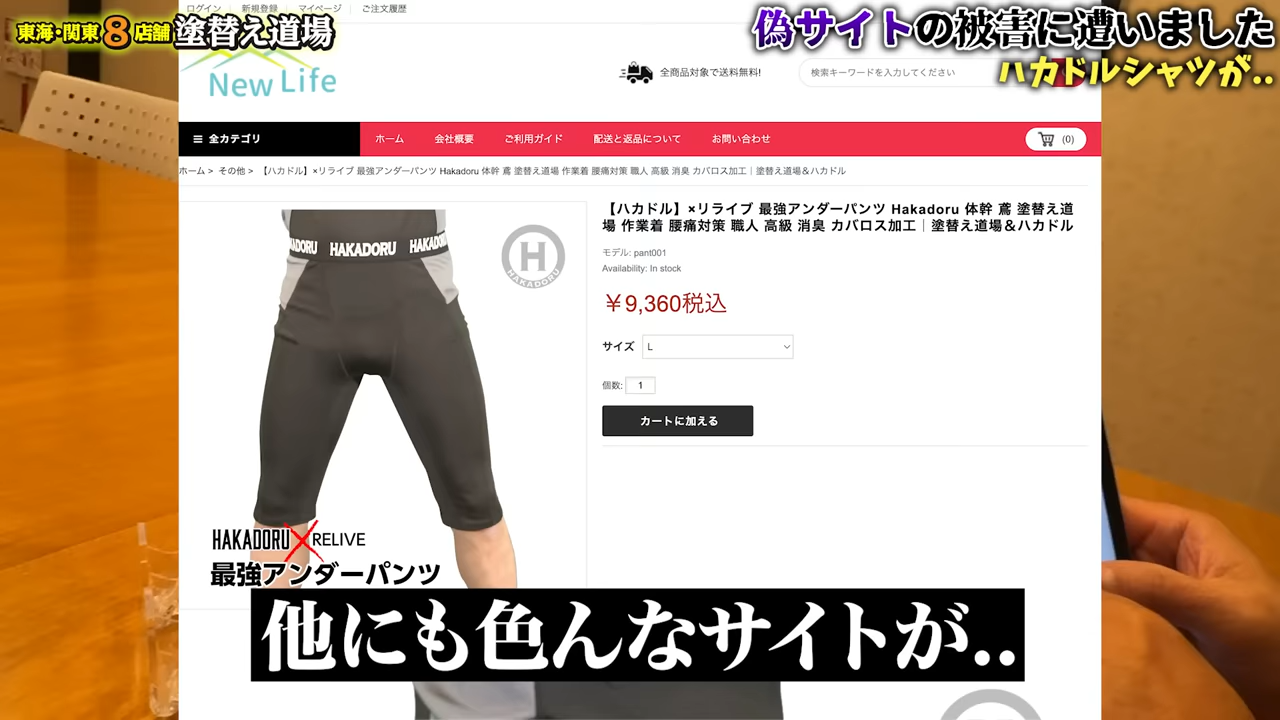 ログイン 新規登録 マイページ ご注文履歴
東海・関東8店舗 塗替え道場
偽サイトの被害に遭いました
ハカドルシャツが..
New Life
全商品対象で送料無料!
検索キーワードを入力してください
全カテゴリ
ホーム 会社概要 ご利用ガイド 配送と返品について お問い合わせ
(0)
ホーム > その他 > 【ハカドル】×リライブ 最強アンダーパンツ Hakadoru 体幹 鳶 塗替え道場 作業着 腰痛対策 職人 高級 消臭 カバロス加工｜塗替え道場＆ハカドル
【ハカドル】×リライブ 最強アンダーパンツ Hakadoru 体幹 鳶 塗替え道
場 作業着 腰痛対策 職人 高級 消臭 カバロス加工｜塗替え道場＆ハカドル
モデル: pant001
Availability: In stock
￥9,360税込
サイズ L
個数: 1
カートに加える
HAKADORU
HAKADORU
H
HAKADORU
HAKADORU×RELIVE
最強アンダーパンツ
他にも色んなサイトが..